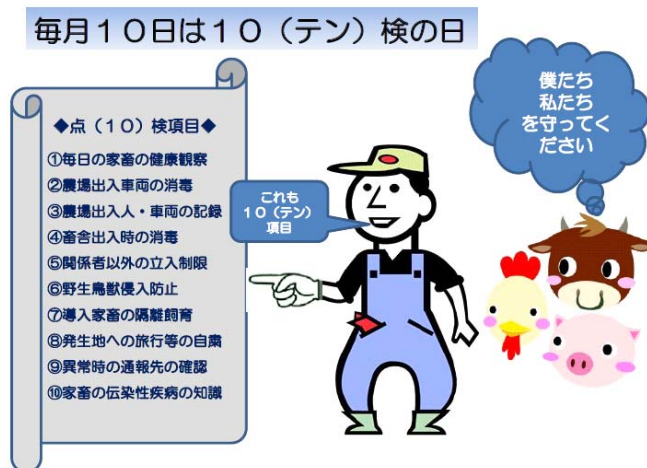 毎月１０日は１０（テン）検の日
◆点（１０）検項目◆
①毎日の家畜の健康観察
②農場出入車両の消毒
③農場出入人・車両の記録
④畜舎出入時の消毒
⑤関係者以外の立入制限
⑥野生鳥獣侵入防止
⑦導入家畜の隔離飼育
⑧発生地への旅行等の自粛
⑨異常時の通報先の確認
⑩家畜の伝染性疾病の知識
これも
１０（テン）
項目
僕たち
私たち
を守ってく
ださい